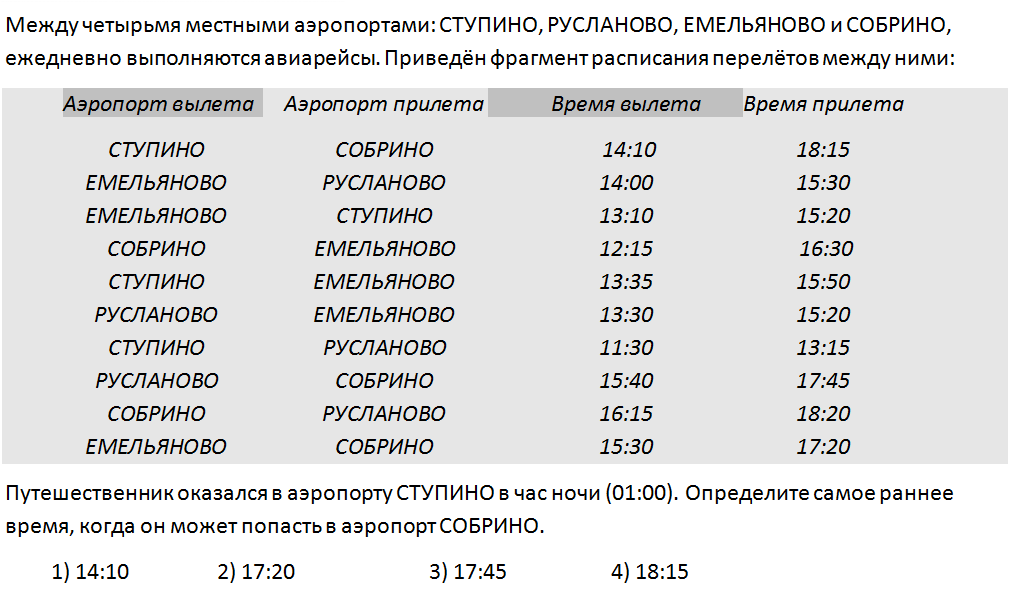 Между четырьмя местными аэропортами: СТУПИНО, РУСЛАНОВО, ЕМЕЛЬЯНОВО и СОБРИНО,
ежедневно выполняются авиарейсы. Приведён фрагмент расписания перелётов между ними:
Аэропорт вылета Аэропорт прилета Время вылета Время прилета
СТУПИНО СОБРИНО 14:10 18:15
ЕМЕЛЬЯНОВО РУСЛАНОВО 14:00 15:30
ЕМЕЛЬЯНОВО СТУПИНО 13:10 15:20
СОБРИНО ЕМЕЛЬЯНОВО 12:15 16:30
СТУПИНО ЕМЕЛЬЯНОВО 13:35 15:50
РУСЛАНОВО ЕМЕЛЬЯНОВО 13:30 15:20
СТУПИНО РУСЛАНОВО 11:30 13:15
РУСЛАНОВО СОБРИНО 15:40 17:45
СОБРИНО РУСЛАНОВО 16:15 18:20
ЕМЕЛЬЯНОВО СОБРИНО 15:30 17:20
Путешественник оказался в аэропорту СТУПИНО в час ночи (01:00). Определите самое раннее
время, когда он может попасть в аэропорт СОБРИНО.
1) 14:10 2) 17:20 3) 17:45 4) 18:15